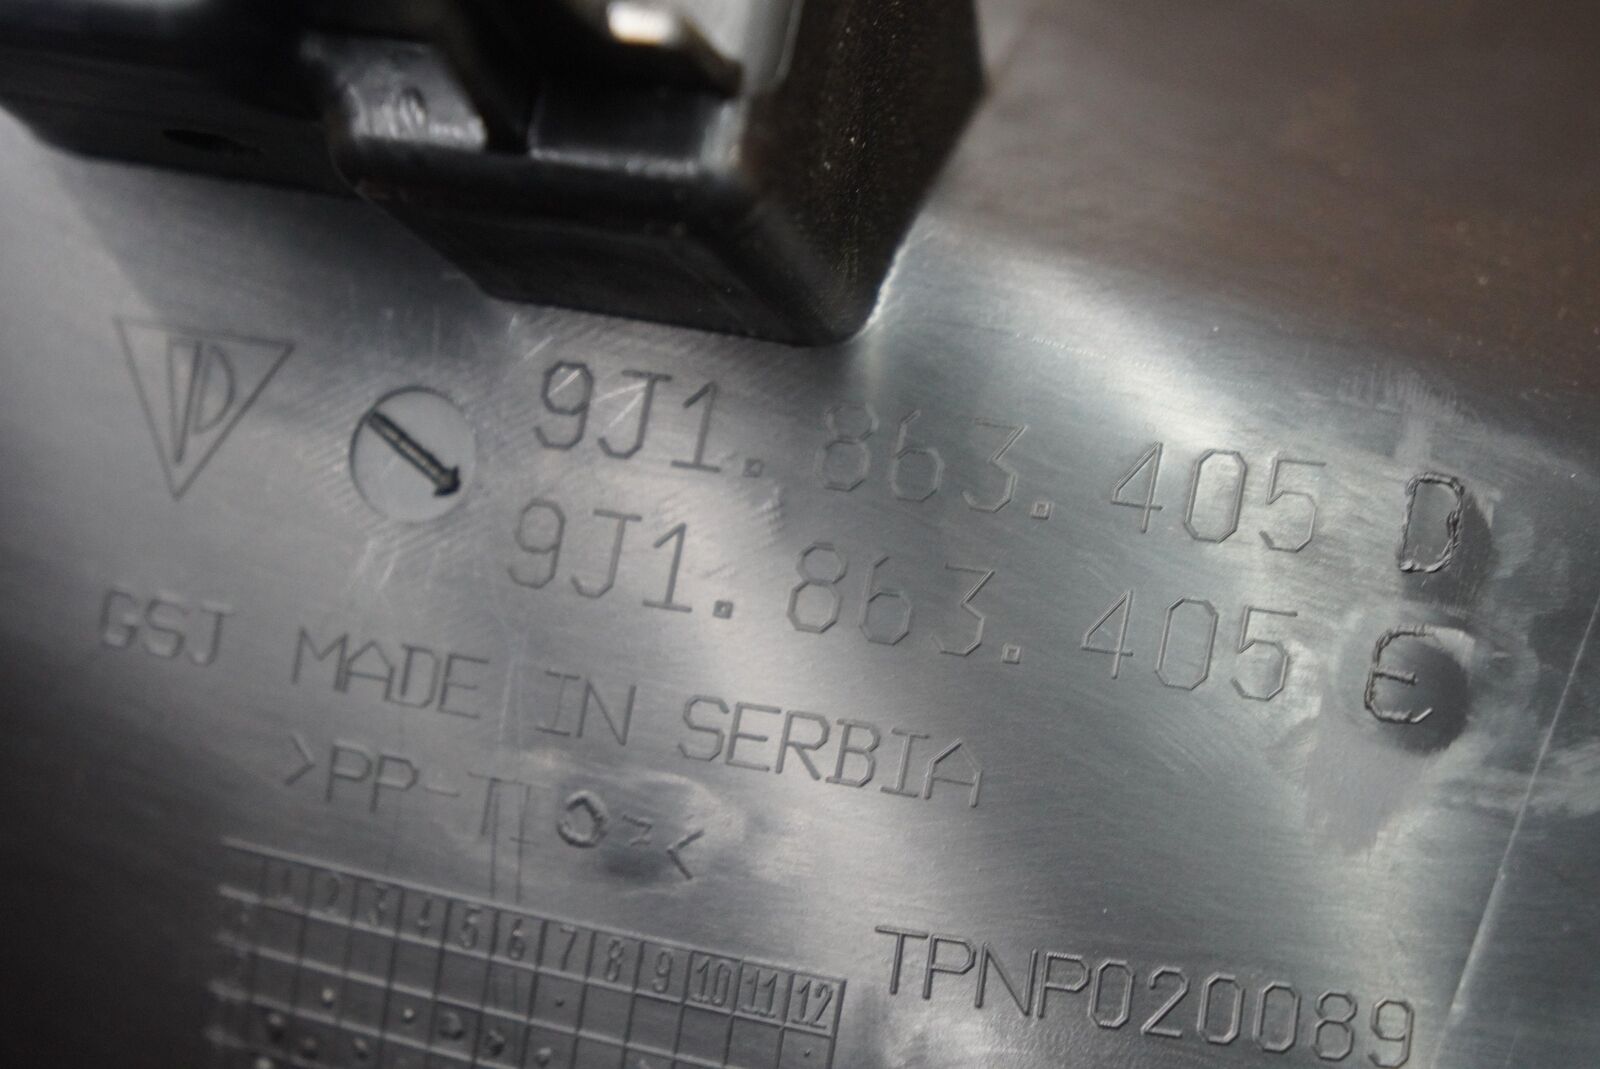 9J1.863.405 D
9J1.863.405 E
GSJ MADE IN SERBIA
1 2 3 4 5 6 7 8 9 10 11 12
TPNP020089